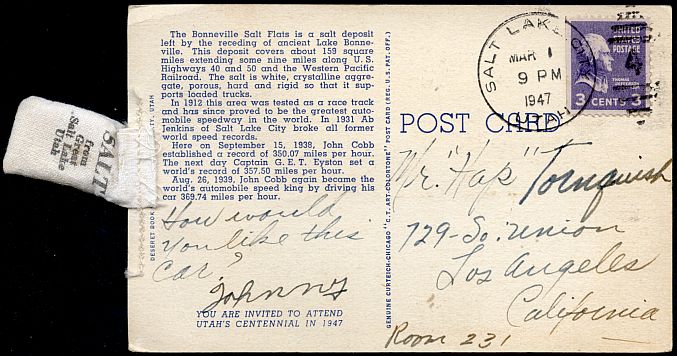 The Bonneville Salt Flats is a salt deposit
left by the receding of ancient Lake Bonne-
ville. This deposit covers about 159 square
miles extending some nine miles along U. S.
Highways 40 and 50 and the Western Pacific
Railroad. The salt is white, crystalline aggre-
gate, porous, hard and rigid so that it sup-
ports loaded trucks.
In 1912 this area was tested as a race track
and has since proved to be the greatest auto-
mobile speedway in the world. In 1931 Ab
Jenkins of Salt Lake City broke all former
world speed records.
Here on September 15, 1938, John Cobb
established a record of 350.07 miles per hour.
The next day Captain G. E. T. Eyston set a
world's record of 357.50 miles per hour.
Aug. 26, 1939, John Cobb again became the
world's automobile speed king by driving his
car 369.74 miles per hour.
How would
you like this
car?
Johnny
YOU ARE INVITED TO ATTEND
UTAH'S CENTENNIAL IN 1947
SALT
from
Great
Salt Lake
Utah
DESERET BOOK
UTAH
GENUINE CURTEICH-CHICAGO "C. T. ART-COLORTONE" POST CARD (REG. U. S. PAT. OFF.)
SALT LAKE CITY
MAR 1
9 PM
1947
UTAH
UNITED STATES
POSTAGE
THOMAS
JEFFERSON
3 CENTS 3
POST CARD
Mr. "Hap" Tornquish
729-So. Union
Los Angeles
California
Room 231